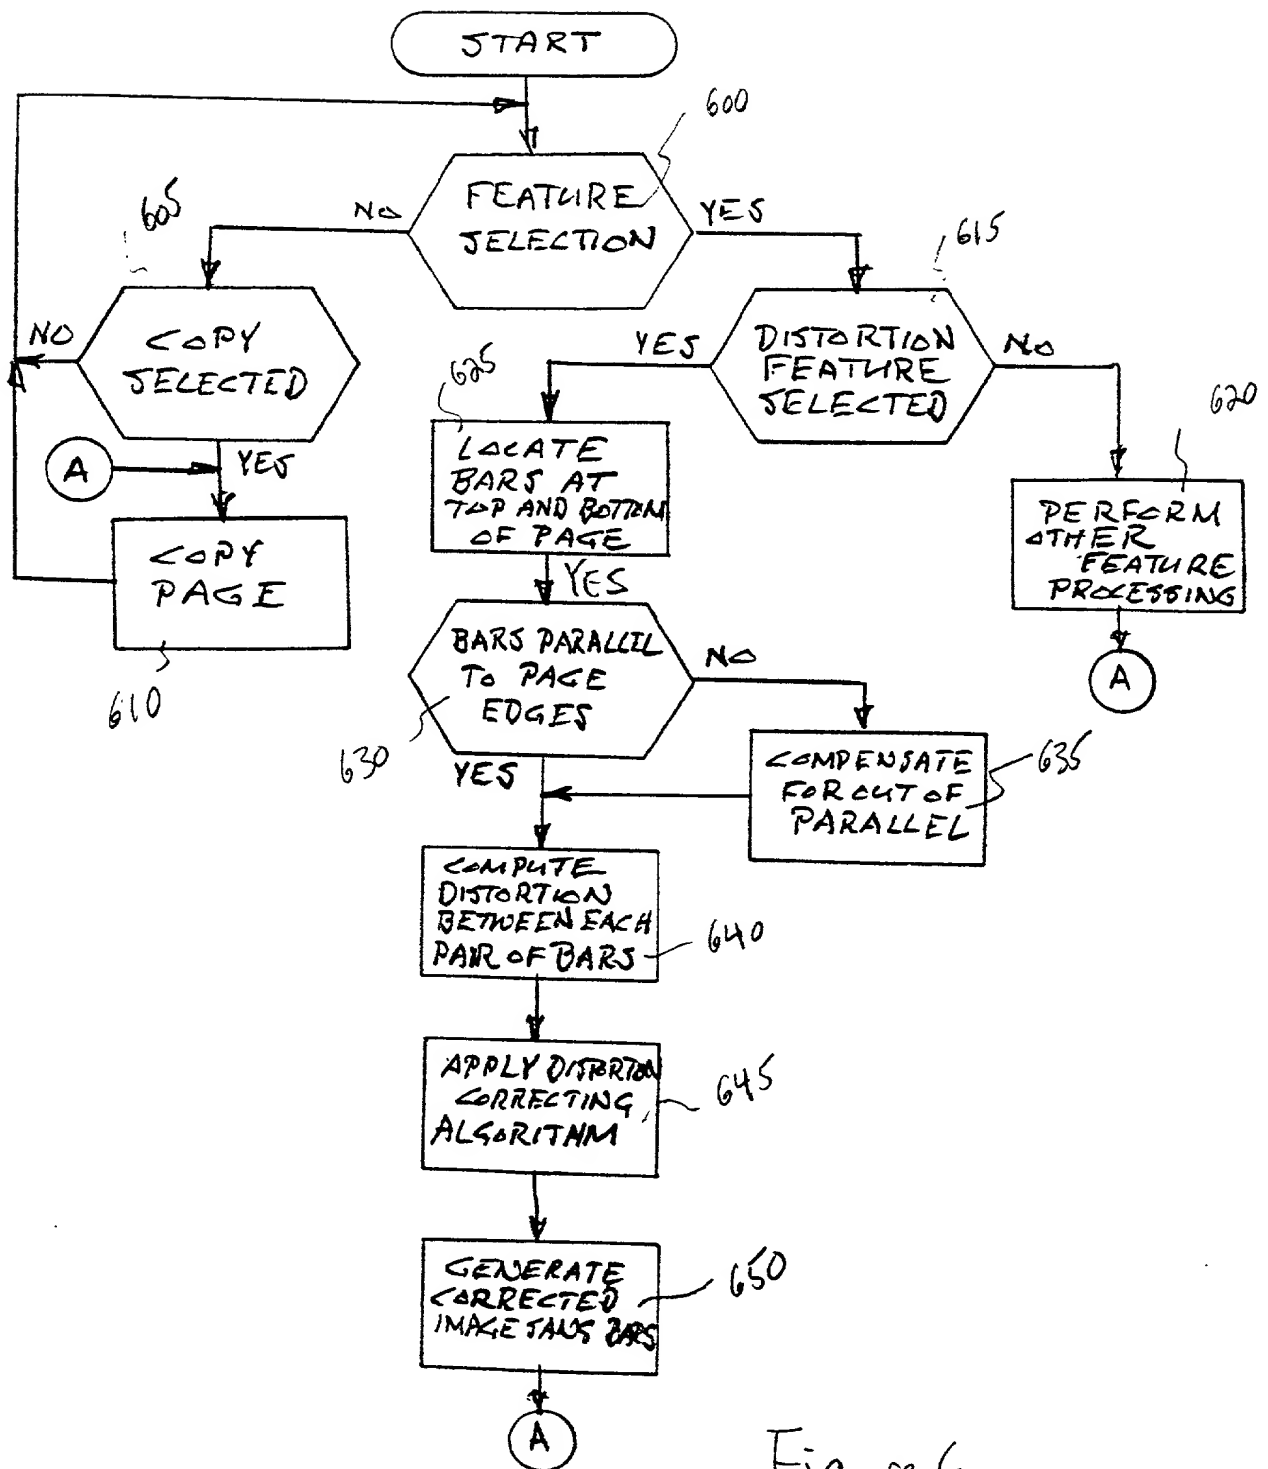 START
600
FEATURE
SELECTION
NO
YES
605
615
COPY
SELECTED
NO
YES
DISTORTION
FEATURE
SELECTED
YES
NO
625
620
A
LOCATE
BARS AT
TOP AND BOTTOM
OF PAGE
PERFORM
OTHER
FEATURE
PROCESSING
COPY
PAGE
610
YES
A
BARS PARALLEL
TO PAGE
EDGES
NO
630
YES
COMPENSATE
FOR OUT OF
PARALLEL
635
COMPUTE
DISTORTION
BETWEEN EACH
PAIR OF BARS
640
APPLY DISTORTION
CORRECTING
ALGORITHM
645
GENERATE
CORRECTED
IMAGE SANS BARS
650
A